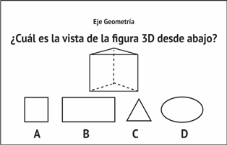 Eje Geometría
¿Cuál es la vista de la figura 3D desde abajo?
A B C D